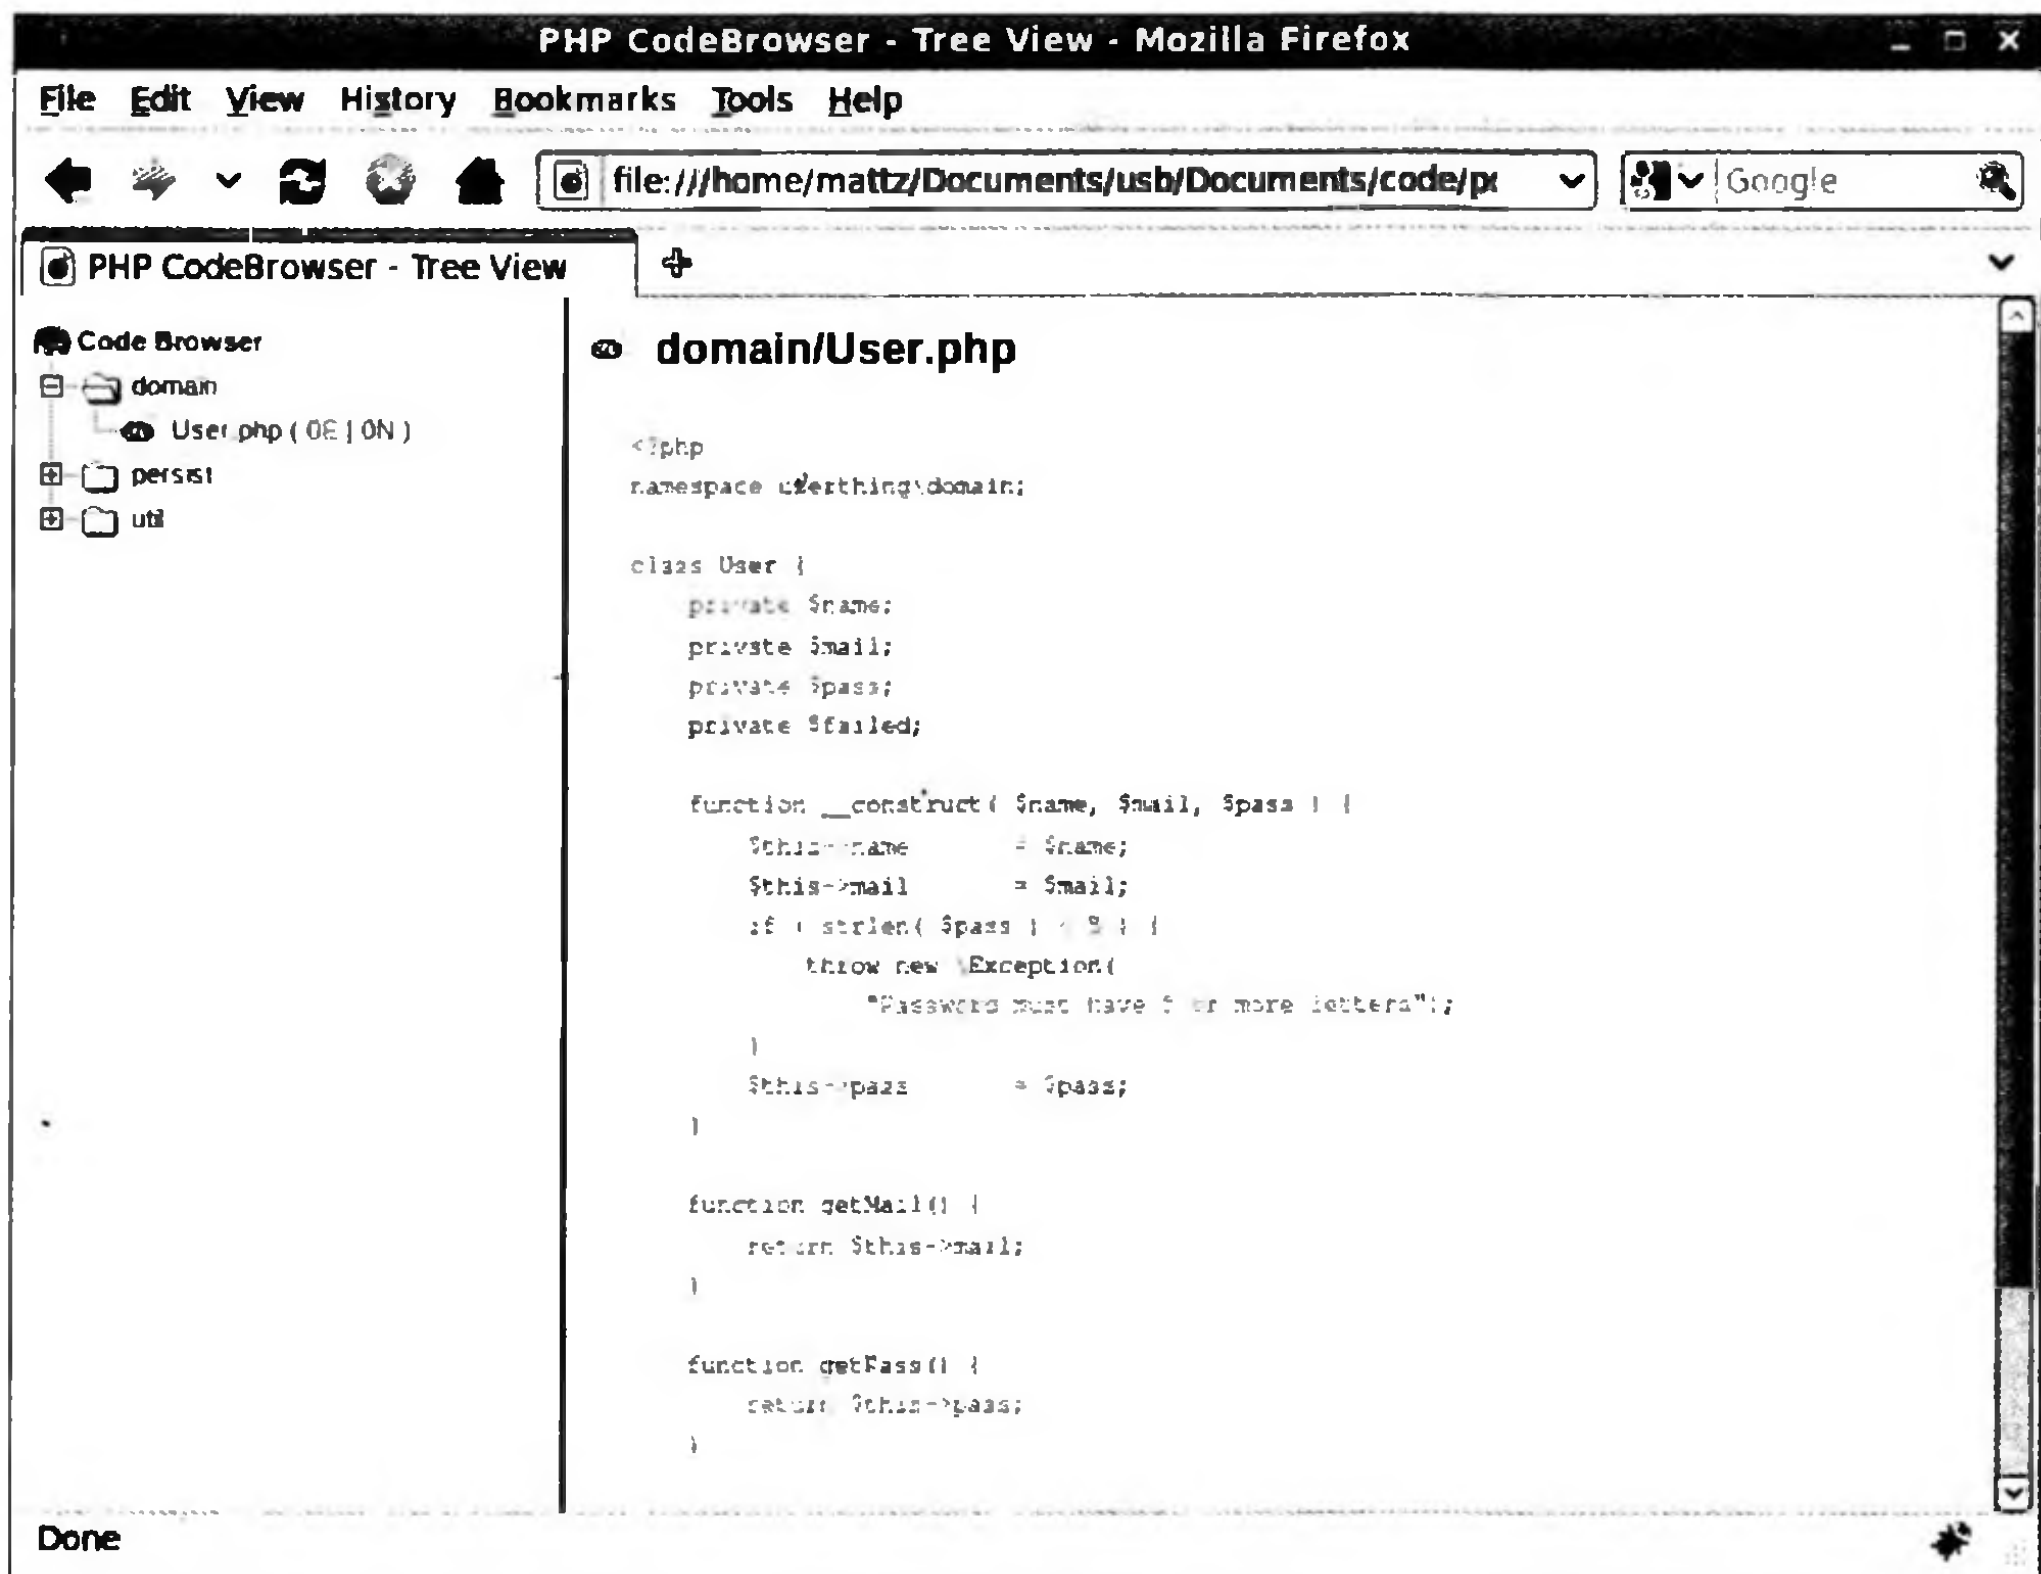 PHP CodeBrowser - Tree View - Mozilla Firefox
File Edit View History Bookmarks Tools Help
file:///home/mattz/Documents/usb/Documents/code/pc
Google
PHP CodeBrowser - Tree View
Code Browser
domain
User.php ( 0E | 0N )
persist
util
domain/User.php
<?php
namespace userthing\domain;
class User {
private $name;
private $mail;
private $pass;
private $failed;
function __construct( $name, $mail, $pass ) {
$this->name = $name;
$this->mail = $mail;
if ( strlen( $pass ) < 5 ) {
throw new \Exception(
"Password must have 5 or more letters");
}
$this->pass = $pass;
}
function getMail() {
return $this->mail;
}
function getPass() {
return $this->pass;
}
Done